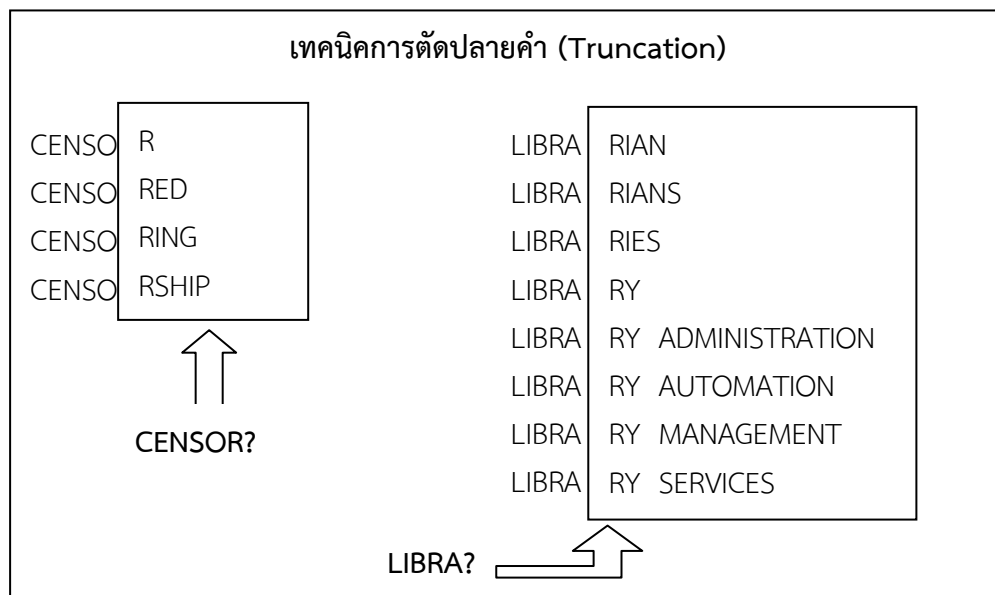 เทคนิคการตัดปลายคำ (Truncation)
CENSO R
CENSO RED
CENSO RING
CENSO RSHIP
CENSOR?
LIBRA RIAN
LIBRA RIANS
LIBRA RIES
LIBRA RY
LIBRA RY ADMINISTRATION
LIBRA RY AUTOMATION
LIBRA RY MANAGEMENT
LIBRA RY SERVICES
LIBRA?